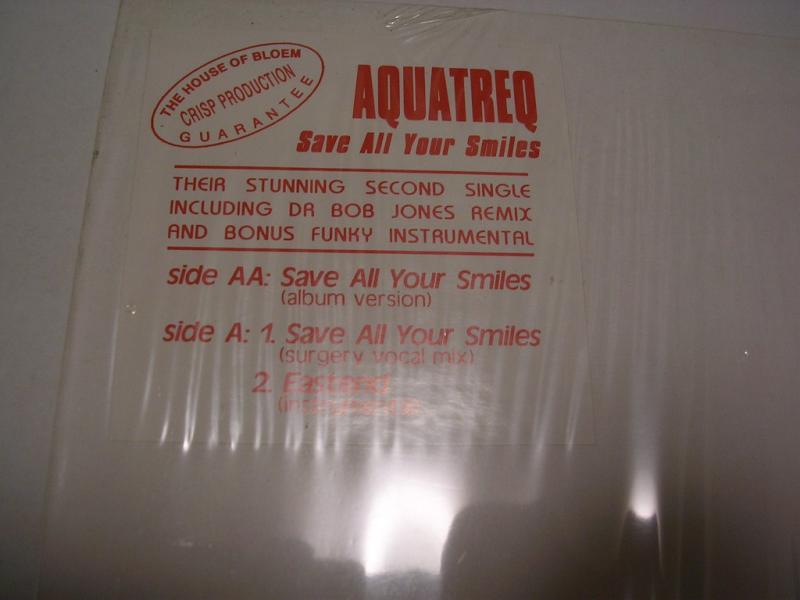 THE HOUSE OF BLOEM
CRISP PRODUCTION
GUARANTEE
AQUATREQ
Save All Your Smiles
THEIR STUNNING SECOND SINGLE
INCLUDING DR BOB JONES REMIX
AND BONUS FUNKY INSTRUMENTAL
side AA: Save All Your Smiles
(album version)
side A: 1. Save All Your Smiles
(surgery vocal mix)
2. Eastend
(instrumental)